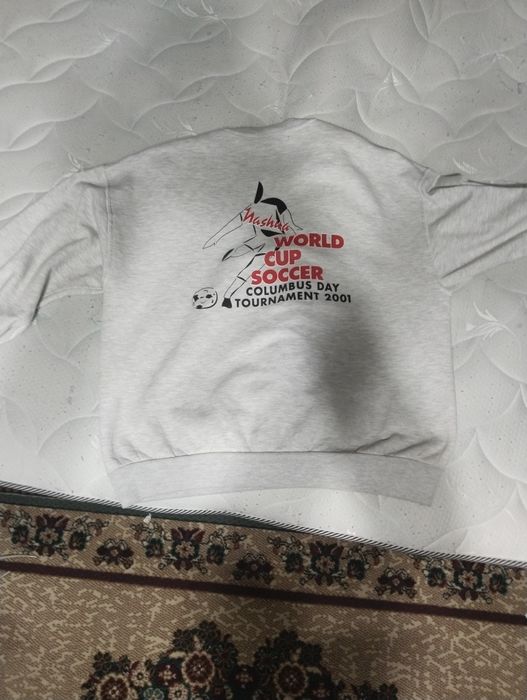 Nashua
WORLD
CUP
SOCCER
COLUMBUS DAY
TOURNAMENT 2001